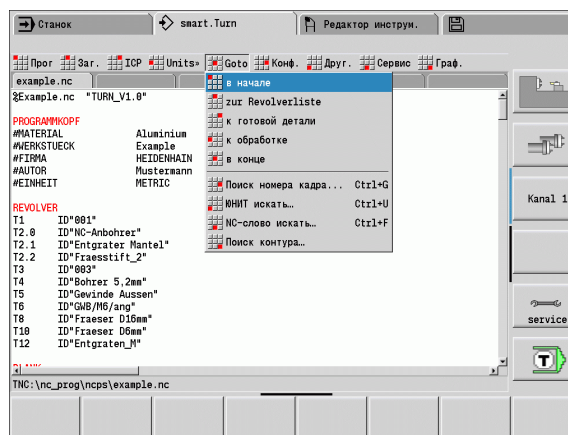 Станок smart.Turn Редактор инструм.
Прог Заг. ICP Units» Goto Конф. Друг. Сервис Граф.
example.nc
в начале
%Example.nc "TURN_V1.0"
zur Revolverliste
PROGRAMMKOPF
к готовой детали
#MATERIAL Aluminium
к обработке
#WERKSTUECK Example
#FIRMA HEIDENHAIN
в конце
#AUTOR Mustermann
#EINHEIT METRIC
Поиск номера кадра... Ctrl+G
ЮНИТ искать… Ctrl+U
NC-слово искать… Ctrl+F
Поиск контура…
Kanal 1
REVOLVER
T1 ID"001"
T2.0 ID"NC-Anbohrer"
T2.1 ID"Entgrater Mantel"
T2.2 ID"Fraesstift_2"
T3 ID"003"
T4 ID"Bohrer 5,2mm"
T5 ID"Gewinde Aussen"
T6 ID"GWB/M6/ang"
T8 ID"Fraeser D16mm"
T10 ID"Fraeser D6mm"
T12 ID"Entgraten_M"
service
T
TNC:\nc_prog\ncps\example.nc